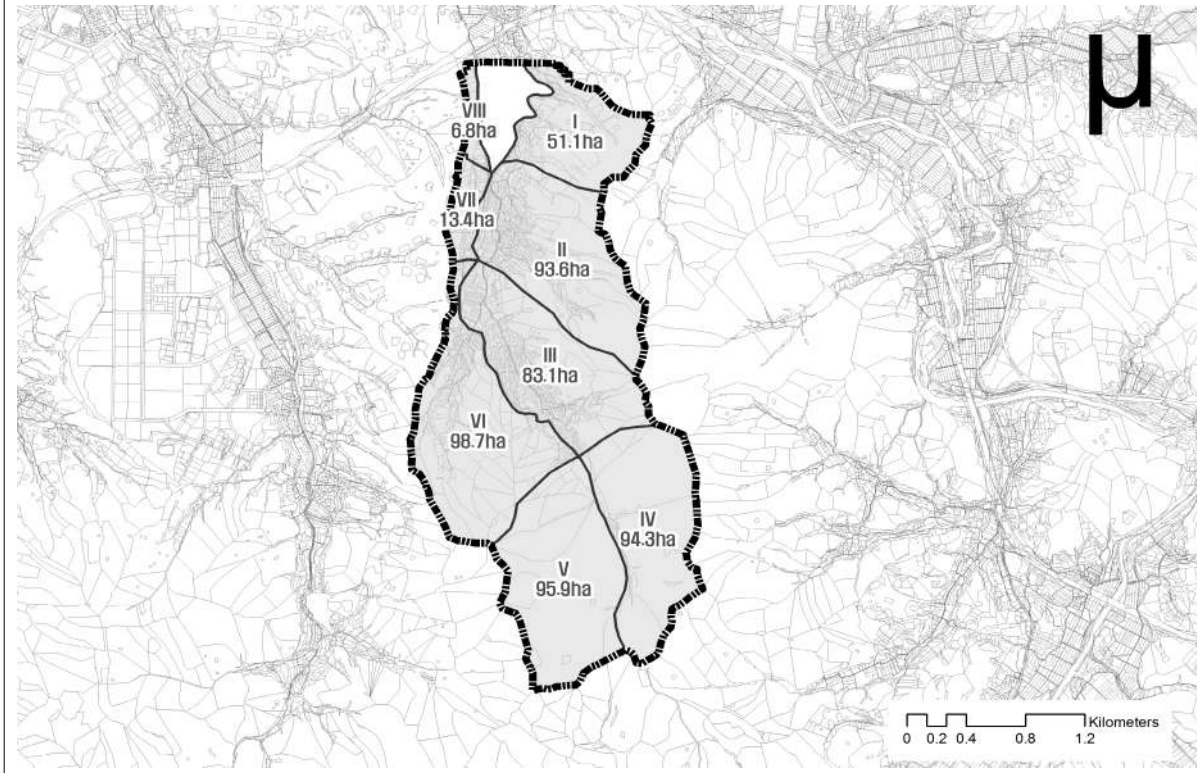 µ
I
51.1ha
VIII
6.8ha
VII
13.4ha
II
93.6ha
III
83.1ha
VI
98.7ha
IV
94.3ha
V
95.9ha
Kilometers
0 0.2 0.4 0.8 1.2